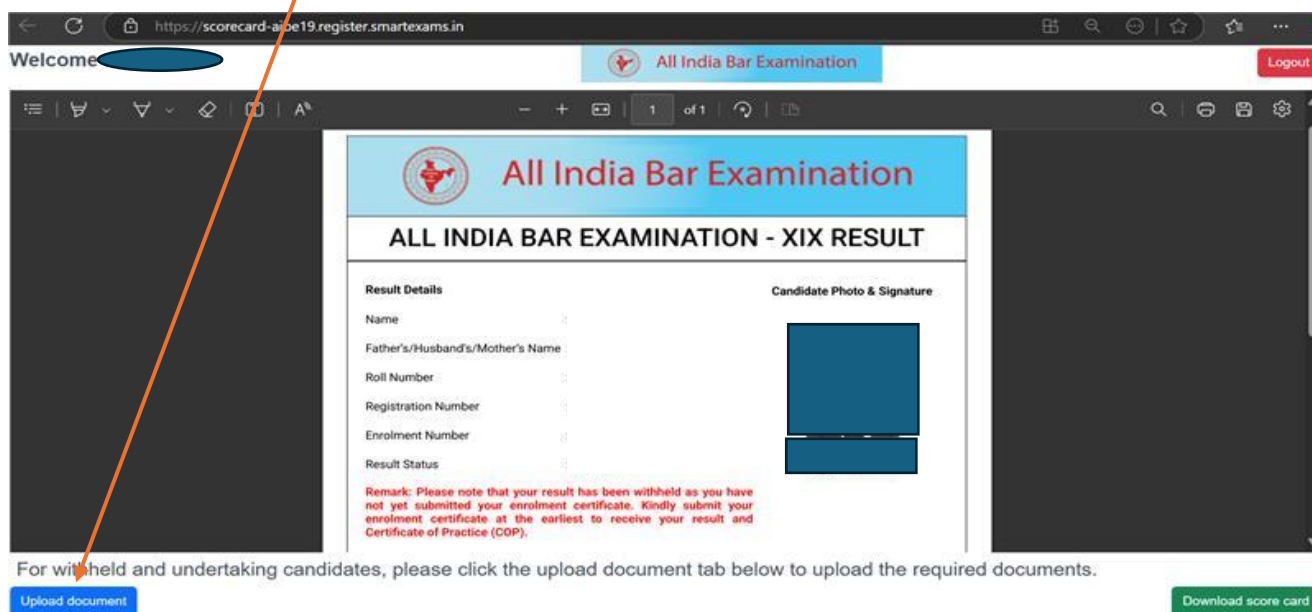 https://scorecard-aibe19.register.smartexams.in
Welcome
All India Bar Examination
Logout
1 of 1
All India Bar Examination
ALL INDIA BAR EXAMINATION - XIX RESULT
Result Details
Candidate Photo & Signature
Name :
Father's/Husband's/Mother's Name
Roll Number :
Registration Number :
Enrolment Number :
Result Status :
Remark: Please note that your result has been withheld as you have
not yet submitted your enrolment certificate. Kindly submit your
enrolment certificate at the earliest to receive your result and
Certificate of Practice (COP).
For withheld and undertaking candidates, please click the upload document tab below to upload the required documents.
Upload document
Download score card